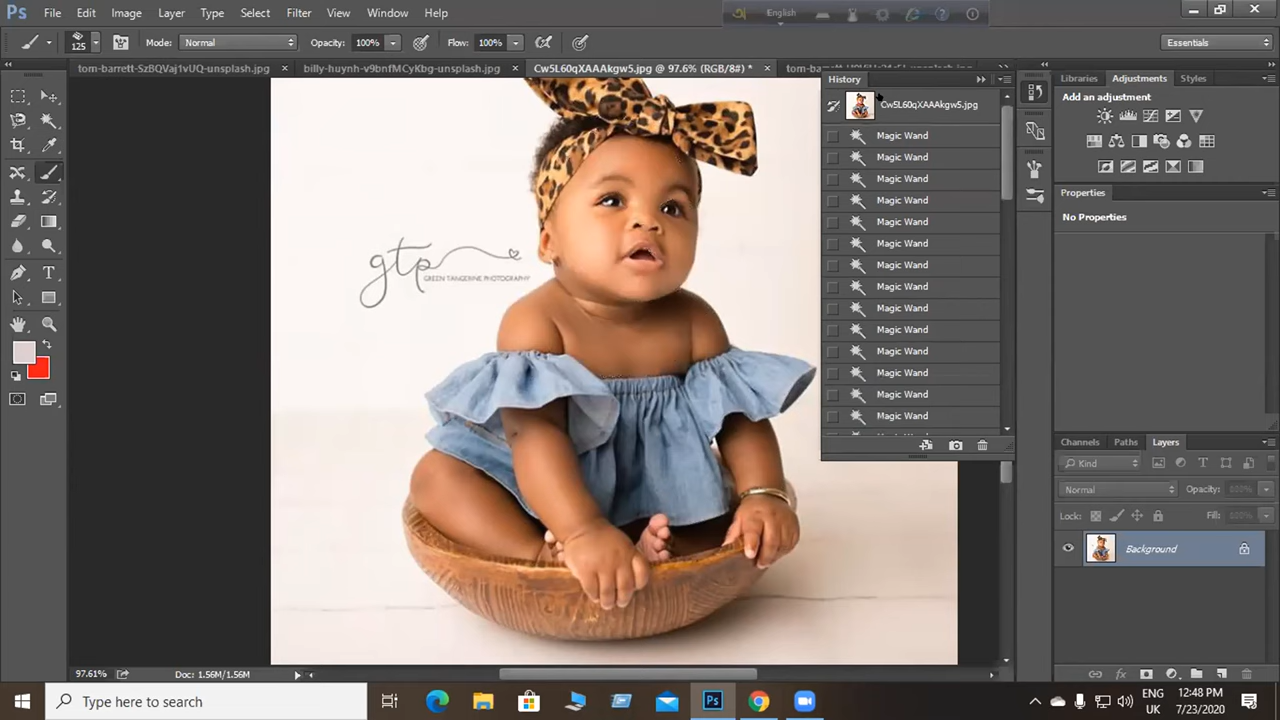 Ps File Edit Image Layer Type Select Filter View Window Help
English
125 Mode: Normal Opacity: 100% Flow: 100% Essentials
tom-barrett-SzBQVaj1vUQ-unsplash.jpg × billy-huynh-v9bnfMCyKbg-unsplash.jpg × Cw5L60qXAAAkgw5.jpg @ 97.6% (RGB/8#) * ×
History
Cw5L60qXAAAkgw5.jpg
Magic Wand
Magic Wand
Magic Wand
Magic Wand
Magic Wand
Magic Wand
Magic Wand
Magic Wand
Magic Wand
Magic Wand
Magic Wand
Magic Wand
Magic Wand
Magic Wand
Libraries Adjustments Styles
Add an adjustment
Properties
No Properties
gtp
GREEN TANGERINE PHOTOGRAPHY
Channels Paths Layers
Kind
Normal Opacity: 100%
Lock: Fill: 100%
Background
97.61% Doc: 1.56M/1.56M
Type here to search
Ps
ENG 12:48 PM
UK 7/23/2020